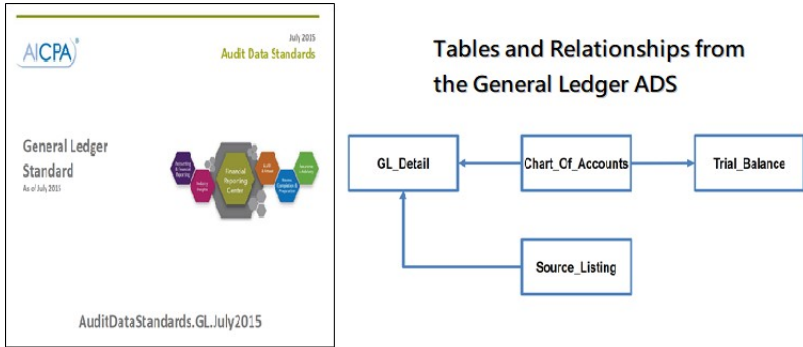 July 2015
AICPA
Audit Data Standards
General Ledger
Standard
As of July 2015
Financial
Reporting
Center
AuditDataStandards.GL.July2015
Tables and Relationships from
the General Ledger ADS
GL_Detail
Chart_Of_Accounts
Trial_Balance
Source_Listing